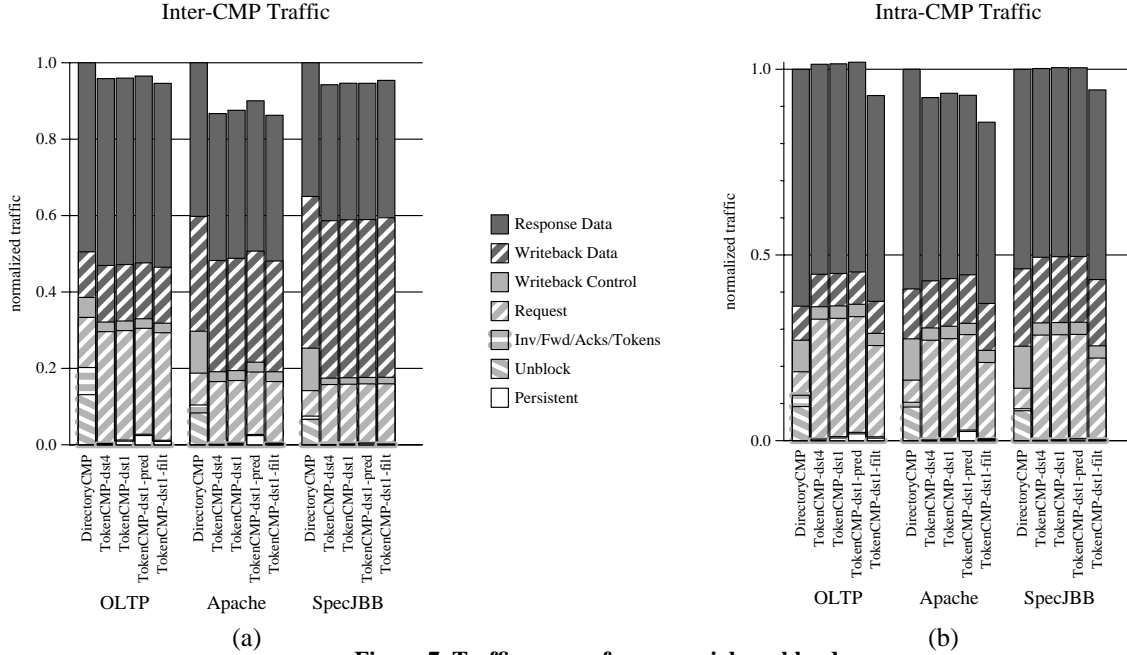 Inter-CMP Traffic
1.0
0.8
0.6
0.4
0.2
0.0
normalized traffic
DirectoryCMP
TokenCMP-dst4
TokenCMP-dst1
TokenCMP-dst1-pred
TokenCMP-dst1-filt
OLTP
DirectoryCMP
TokenCMP-dst4
TokenCMP-dst1
TokenCMP-dst1-pred
TokenCMP-dst1-filt
Apache
DirectoryCMP
TokenCMP-dst4
TokenCMP-dst1
TokenCMP-dst1-pred
TokenCMP-dst1-filt
SpecJBB
(a)
Response Data
Writeback Data
Writeback Control
Request
Inv/Fwd/Acks/Tokens
Unblock
Persistent
Intra-CMP Traffic
1.0
0.5
0.0
normalized traffic
DirectoryCMP
TokenCMP-dst4
TokenCMP-dst1
TokenCMP-dst1-pred
TokenCMP-dst1-filt
OLTP
DirectoryCMP
TokenCMP-dst4
TokenCMP-dst1
TokenCMP-dst1-pred
TokenCMP-dst1-filt
Apache
DirectoryCMP
TokenCMP-dst4
TokenCMP-dst1
TokenCMP-dst1-pred
TokenCMP-dst1-filt
SpecJBB
(b)